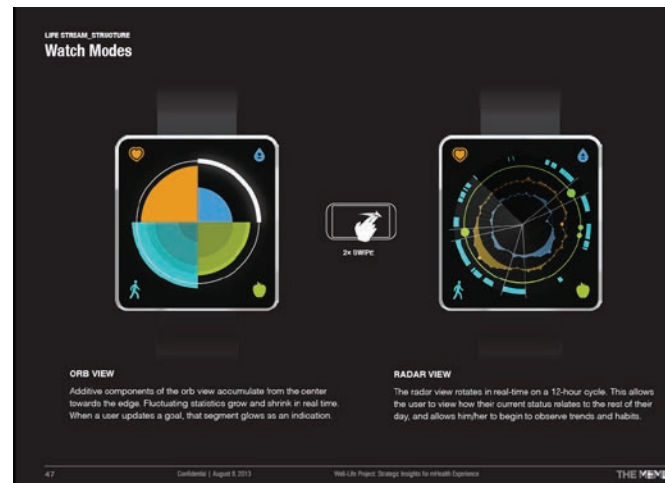 LIFE STREAM_STRUCTURE
Watch Modes
2x SWIPE
ORB VIEW
Additive components of the orb view accumulate from the center
towards the edge. Fluctuating statistics grow and shrink in real time.
When a user updates a goal, that segment glows as an indication.
RADAR VIEW
The radar view rotates in real-time on a 12-hour cycle. This allows
the user to view how their current status relates to the rest of their
day, and allows him/her to begin to observe trends and habits.
47
Confidential | August 8, 2013
Well-Life Project: Strategic Insights for mHealth Experience
THE MEME